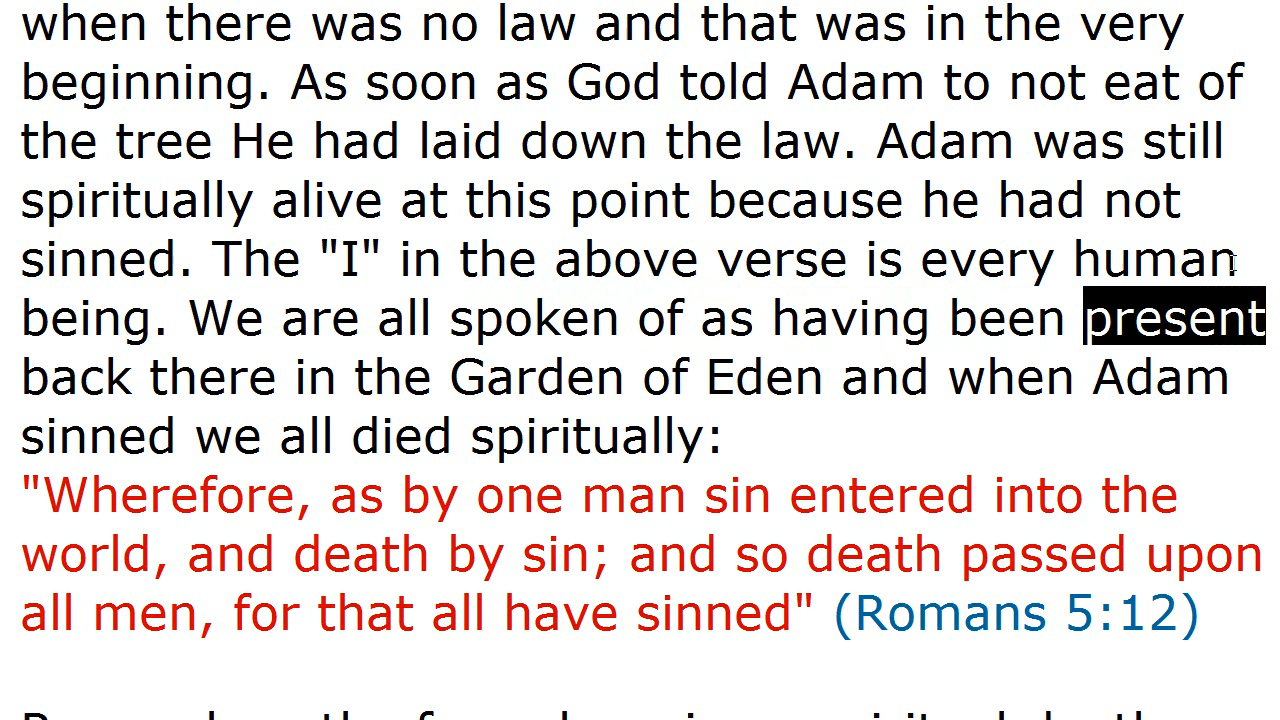 when there was no law and that was in the very
beginning. As soon as God told Adam to not eat of
the tree He had laid down the law. Adam was still
spiritually alive at this point because he had not
sinned. The "I" in the above verse is every human
being. We are all spoken of as having been present
back there in the Garden of Eden and when Adam
sinned we all died spiritually:
"Wherefore, as by one man sin entered into the
world, and death by sin; and so death passed upon
all men, for that all have sinned" (Romans 5:12)